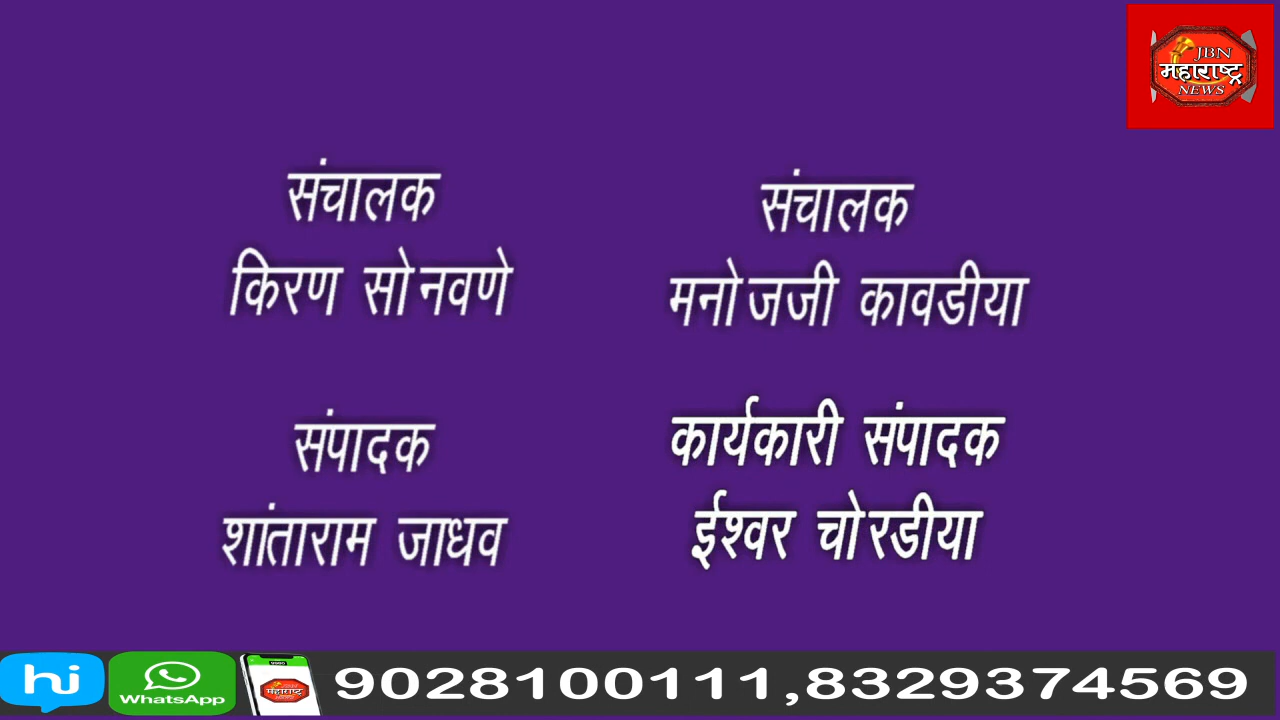 JBN
महाराष्ट्र
NEWS
संचालक
किरण सोनवणे
संचालक
मनोजजी कावडीया
संपादक
शांताराम जाधव
कार्यकारी संपादक
ईश्वर चोरडीया
hi
WhatsApp
महाराष्ट्र
9028100111,8329374569